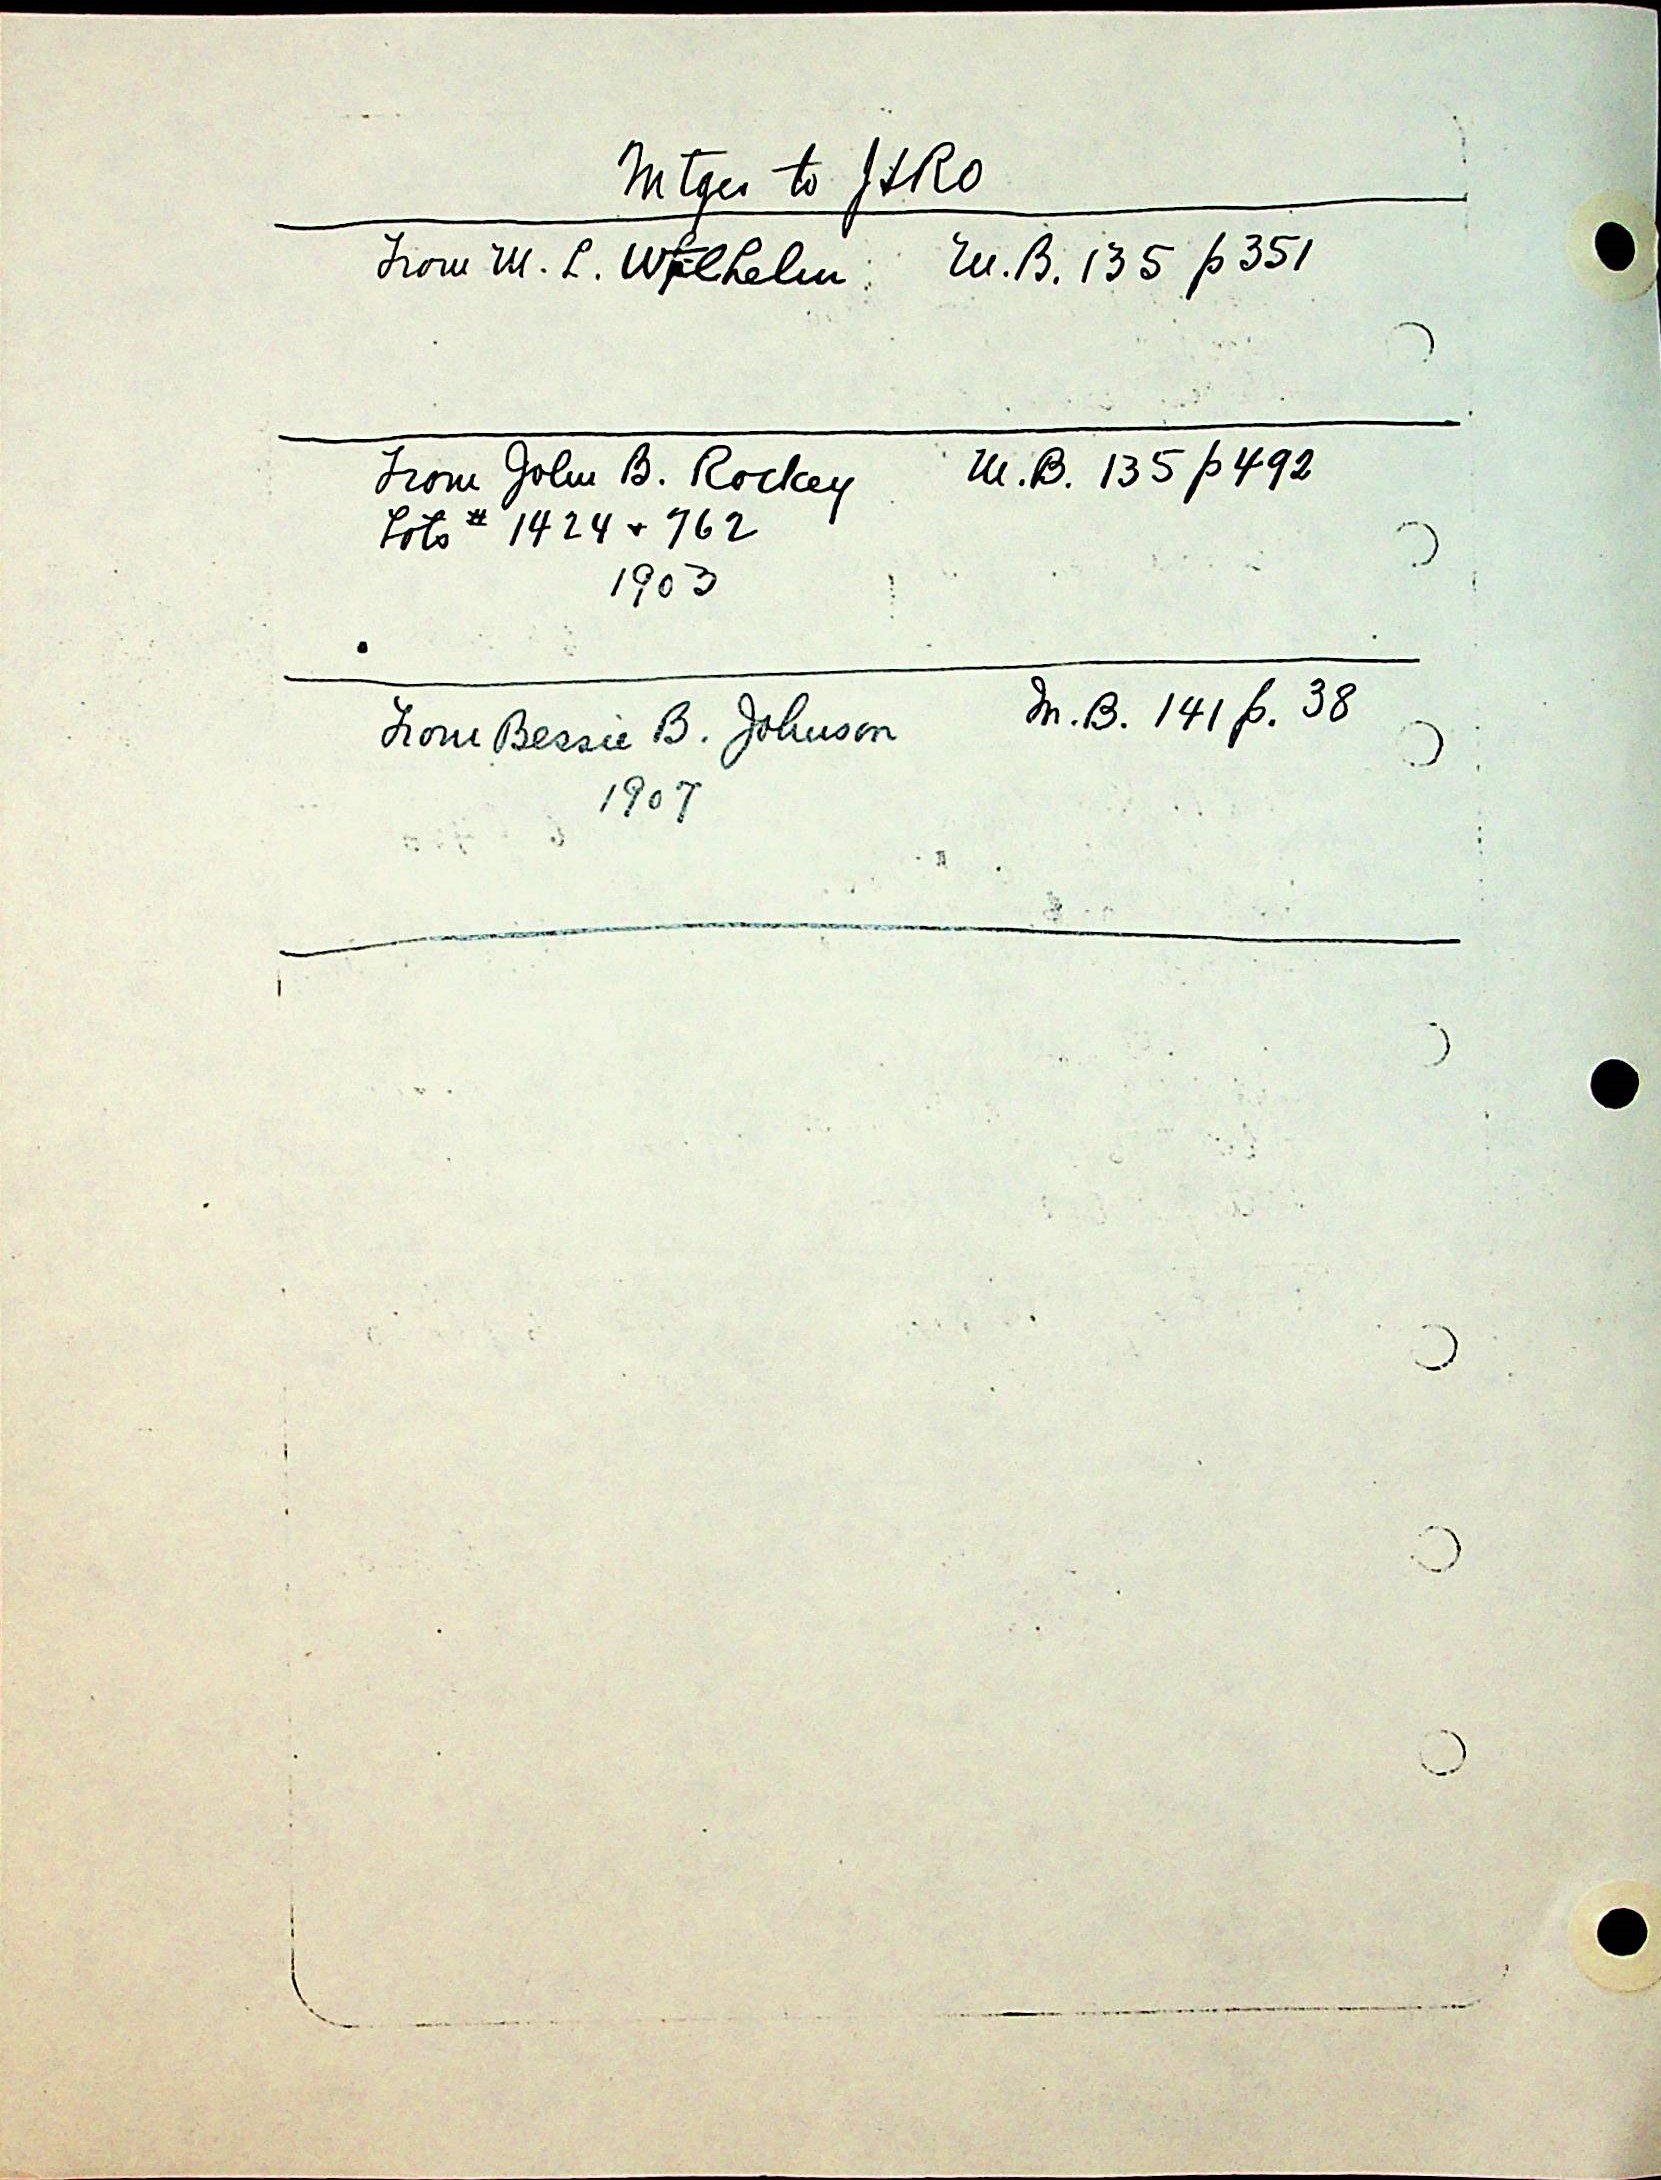 Mtges to J&RO
From M. L. Wilhelm M.B. 135 p 351
From John B. Rockey M.B. 135 p 492
Lots # 1424 + 762
1903
From Bessie B. Johnson M.B. 141 p. 38
1907